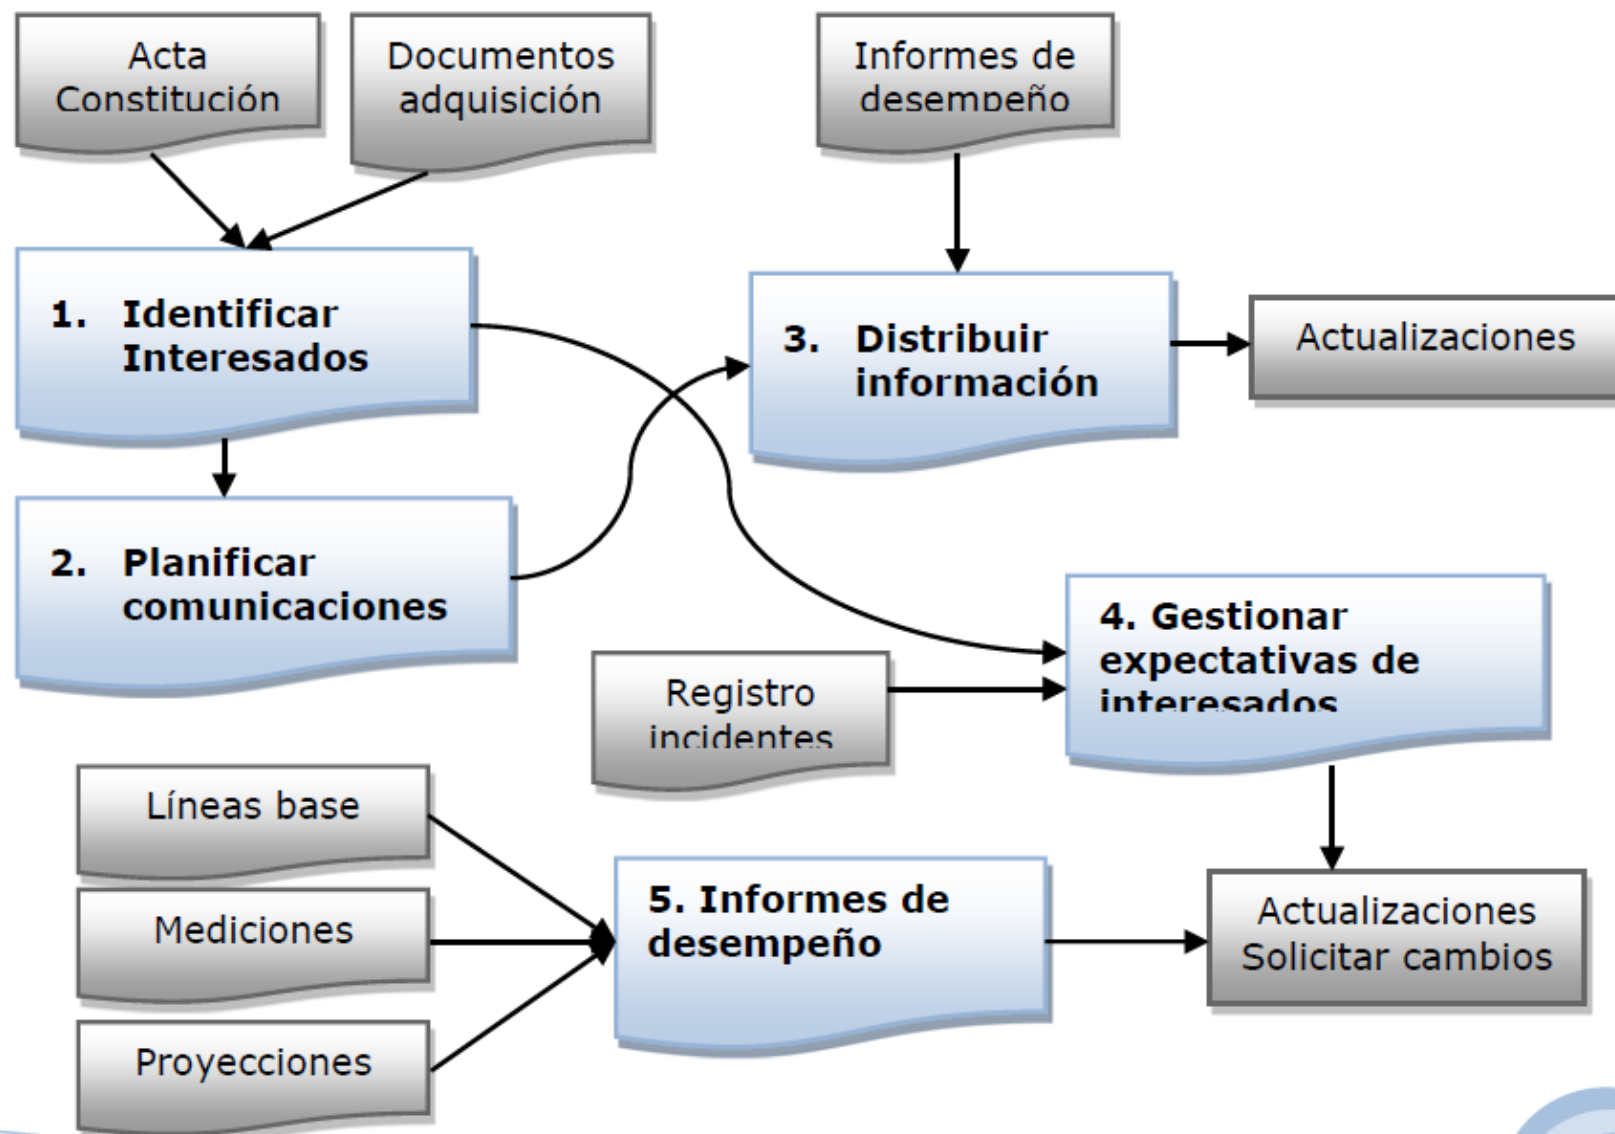 Acta
Constitución
Documentos
adquisición
Informes de
desempeño
1. Identificar
Interesados
3. Distribuir
información
Actualizaciones
2. Planificar
comunicaciones
4. Gestionar
expectativas de
interesados
Registro
incidentes
Líneas base
5. Informes de
desempeño
Mediciones
Actualizaciones
Solicitar cambios
Proyecciones